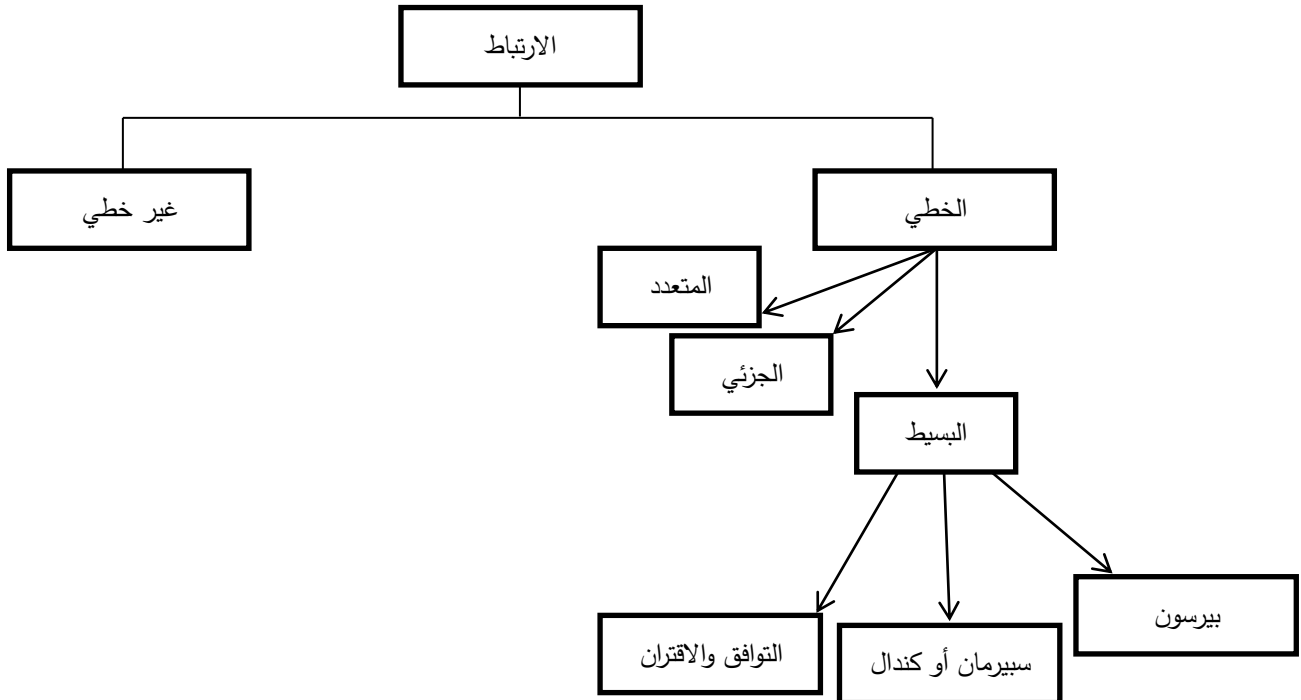 الارتباط
الخطي
غير خطي
المتعدد
الجزئي
البسيط
بيرسون
سبيرمان أو كندال
التوافق والاقتران